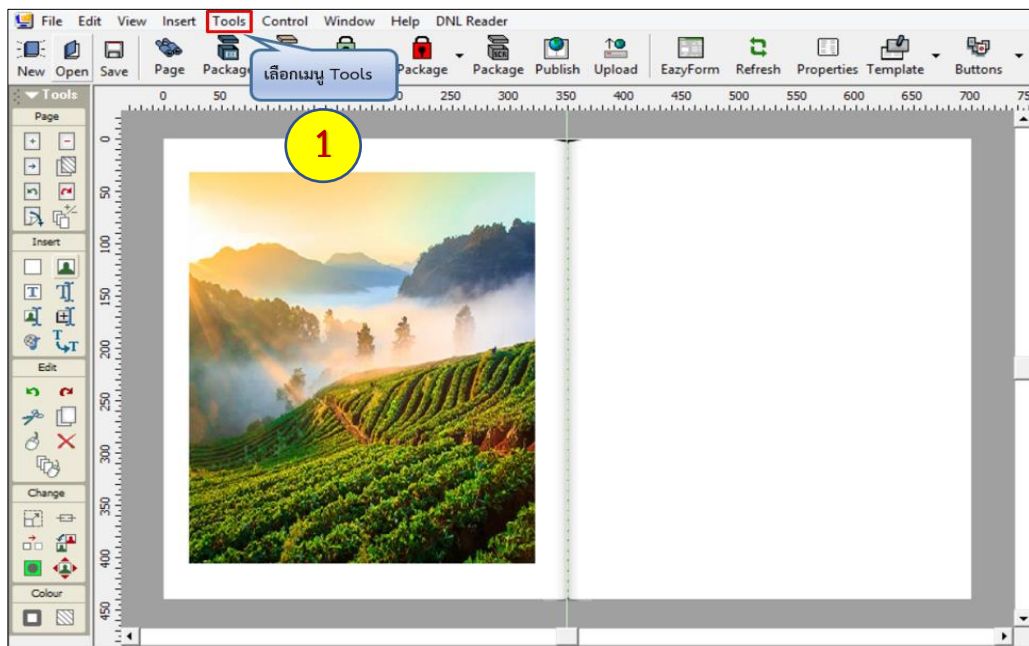 File Edit View Insert Tools Control Window Help DNL Reader
New Open Save Page Package Package Package Publish Upload EazyForm Refresh Properties Template Buttons
เลือกเมนู Tools
Tools
0 50 200 250 300 350 400 450 500 550 600 650 700 75
Page
1
0
50
100
Insert
150
200
Edit
250
300
Change
350
400
Colour
450